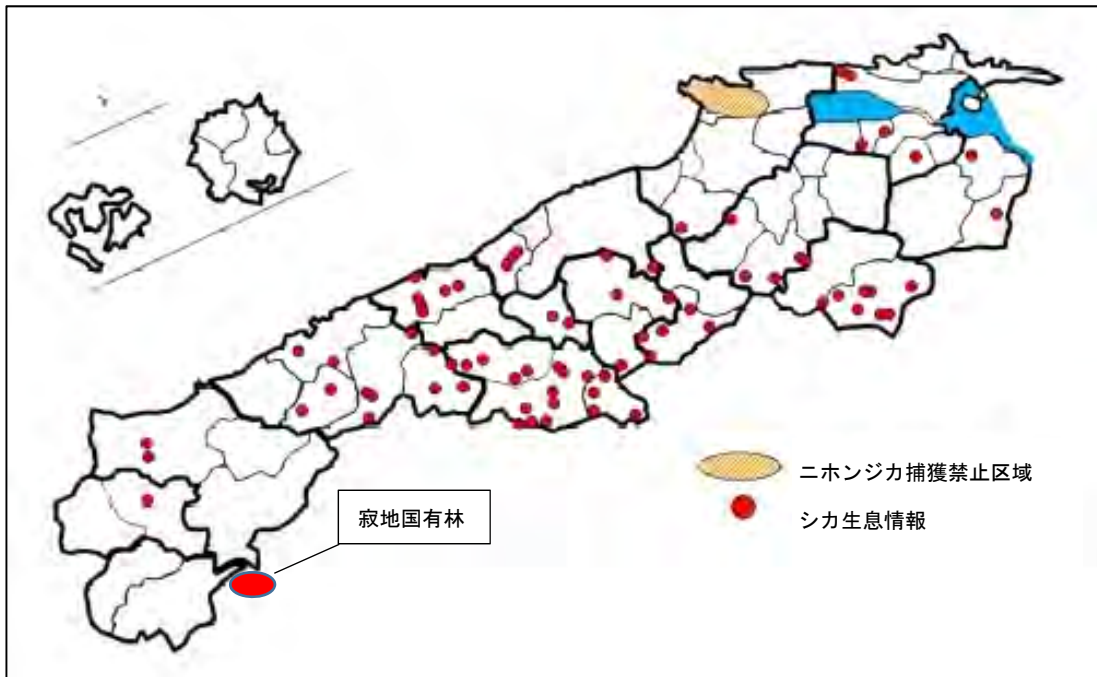 ニホンジカ捕獲禁止区域
シカ生息情報
寂地国有林